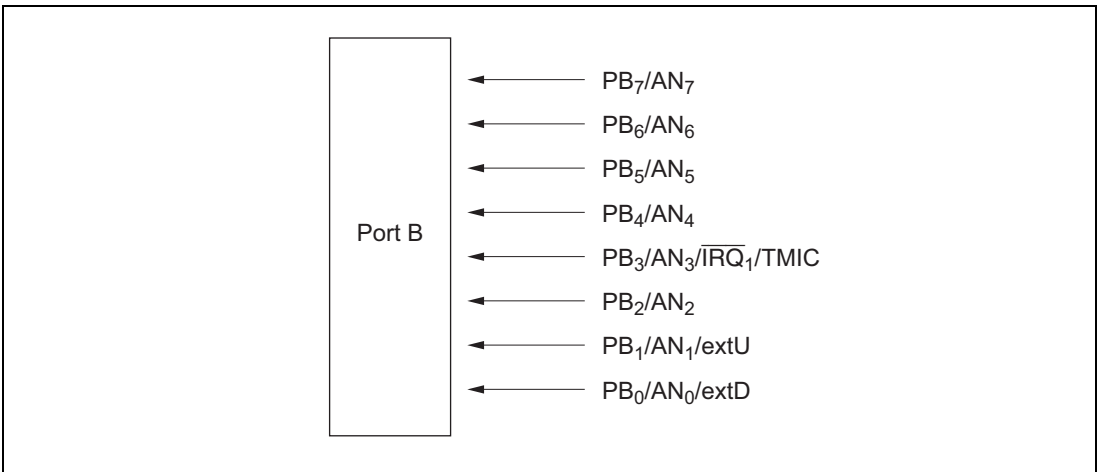 PB₇/AN₇
PB₆/AN₆
PB₅/AN₅
PB₄/AN₄
Port B
PB₃/AN₃/I̅R̅Q̅₁/TMIC
PB₂/AN₂
PB₁/AN₁/extU
PB₀/AN₀/extD